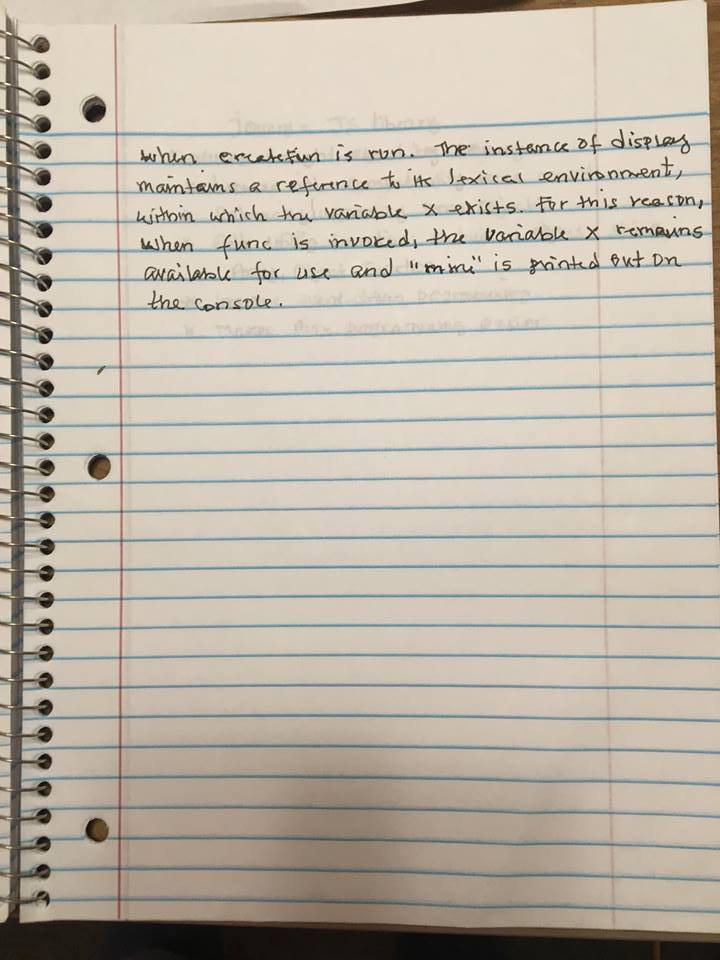 when createfun is run. The instance of display
maintains a reference to its lexical environment,
within which the variable x exists. For this reason,
when func is invoked, the variable x remains
available for use and "mini" is printed out on
the console.